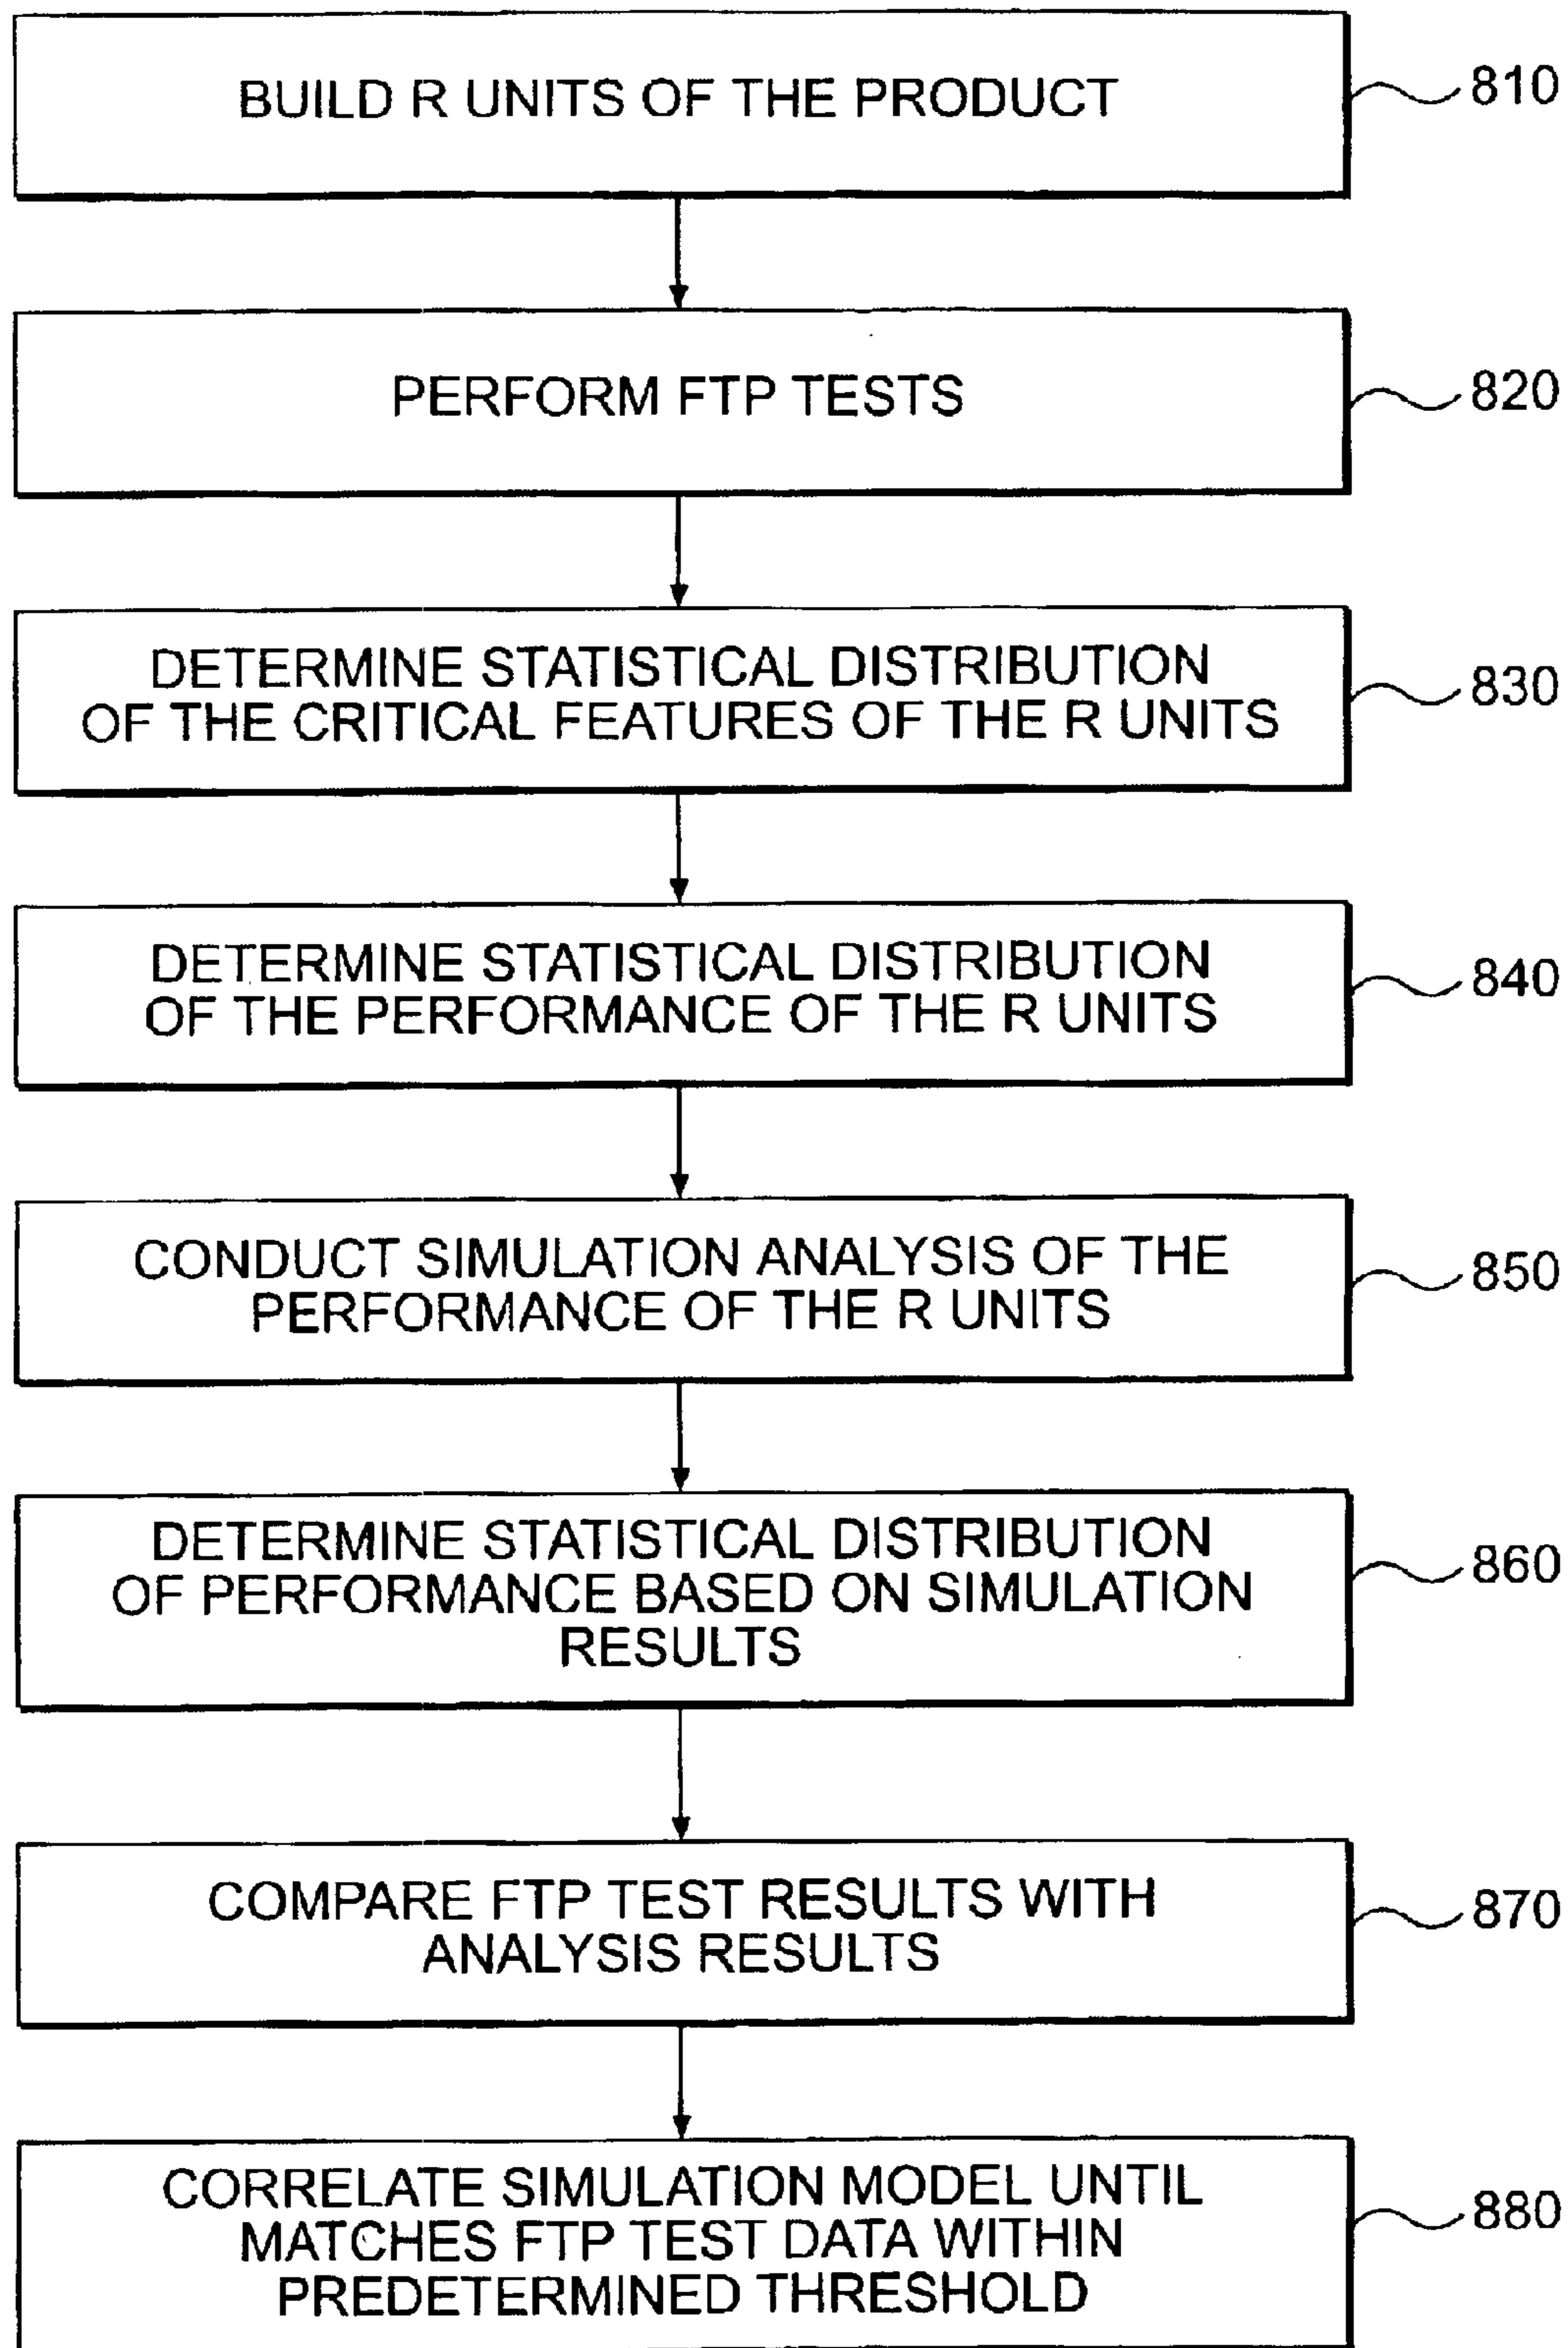 BUILD R UNITS OF THE PRODUCT
810
PERFORM FTP TESTS
820
DETERMINE STATISTICAL DISTRIBUTION
OF THE CRITICAL FEATURES OF THE R UNITS
830
DETERMINE STATISTICAL DISTRIBUTION
OF THE PERFORMANCE OF THE R UNITS
840
CONDUCT SIMULATION ANALYSIS OF THE
PERFORMANCE OF THE R UNITS
850
DETERMINE STATISTICAL DISTRIBUTION
OF PERFORMANCE BASED ON SIMULATION
RESULTS
860
COMPARE FTP TEST RESULTS WITH
ANALYSIS RESULTS
870
CORRELATE SIMULATION MODEL UNTIL
MATCHES FTP TEST DATA WITHIN
PREDETERMINED THRESHOLD
880